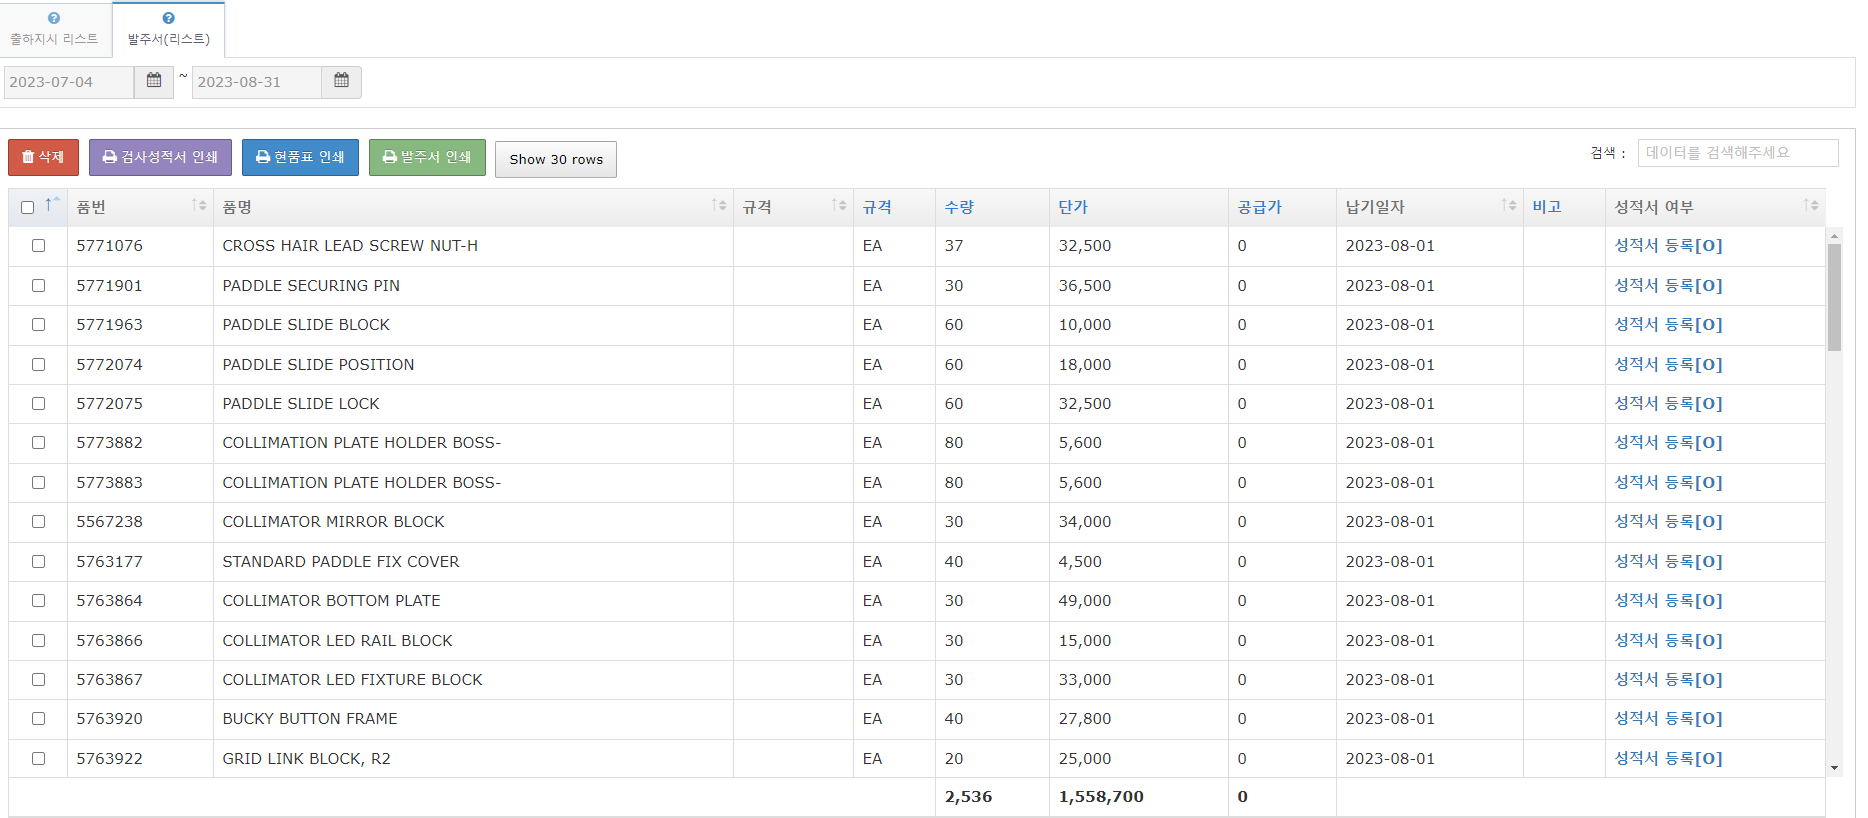 출하지시 리스트
발주서(리스트)
2023-07-04 ~ 2023-08-31
삭제 검사성적서 인쇄 현품표 인쇄 발주서 인쇄 Show 30 rows 검색 : 데이터를 검색해주세요
품번 품명 규격 규격 수량 단가 공급가 납기일자 비고 성적서 여부
5771076 CROSS HAIR LEAD SCREW NUT-H EA 37 32,500 0 2023-08-01 성적서 등록[O]
5771901 PADDLE SECURING PIN EA 30 36,500 0 2023-08-01 성적서 등록[O]
5771963 PADDLE SLIDE BLOCK EA 60 10,000 0 2023-08-01 성적서 등록[O]
5772074 PADDLE SLIDE POSITION EA 60 18,000 0 2023-08-01 성적서 등록[O]
5772075 PADDLE SLIDE LOCK EA 60 32,500 0 2023-08-01 성적서 등록[O]
5773882 COLLIMATION PLATE HOLDER BOSS- EA 80 5,600 0 2023-08-01 성적서 등록[O]
5773883 COLLIMATION PLATE HOLDER BOSS- EA 80 5,600 0 2023-08-01 성적서 등록[O]
5567238 COLLIMATOR MIRROR BLOCK EA 30 34,000 0 2023-08-01 성적서 등록[O]
5763177 STANDARD PADDLE FIX COVER EA 40 4,500 0 2023-08-01 성적서 등록[O]
5763864 COLLIMATOR BOTTOM PLATE EA 30 49,000 0 2023-08-01 성적서 등록[O]
5763866 COLLIMATOR LED RAIL BLOCK EA 30 15,000 0 2023-08-01 성적서 등록[O]
5763867 COLLIMATOR LED FIXTURE BLOCK EA 30 33,000 0 2023-08-01 성적서 등록[O]
5763920 BUCKY BUTTON FRAME EA 40 27,800 0 2023-08-01 성적서 등록[O]
5763922 GRID LINK BLOCK, R2 EA 20 25,000 0 2023-08-01 성적서 등록[O]
2,536 1,558,700 0